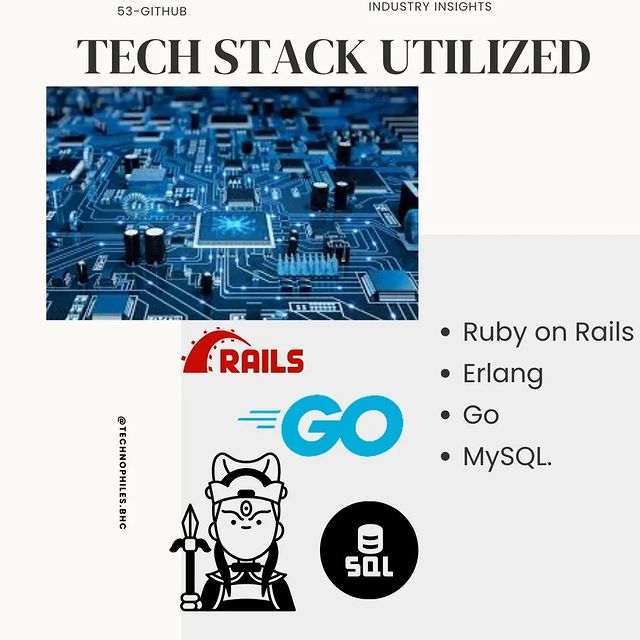 53-GITHUB
INDUSTRY INSIGHTS
TECH STACK UTILIZED
• Ruby on Rails
• Erlang
• Go
• MySQL.
RAILS
GO
SQL
@TECHNOPHILES.BHC